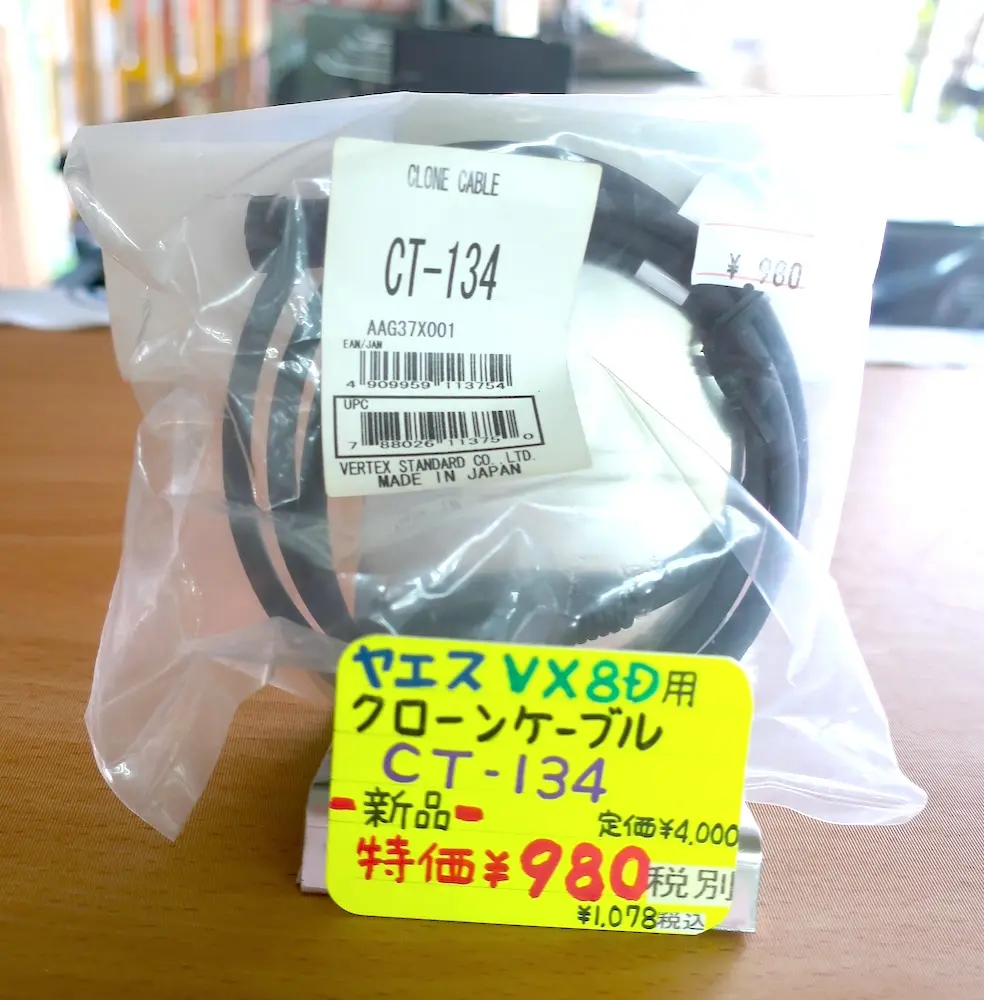 CLONE CABLE
CT-134
AAG37X001
EAN/JAN
4 909959 113754
UPC
7 88026 11375 0
VERTEX STANDARD CO.,LTD.
MADE IN JAPAN
¥ 980
ヤエス VX8D用
クローンケーブル
CT-134
-新品-
定価¥4,000
特価¥980税別
¥1,078税込